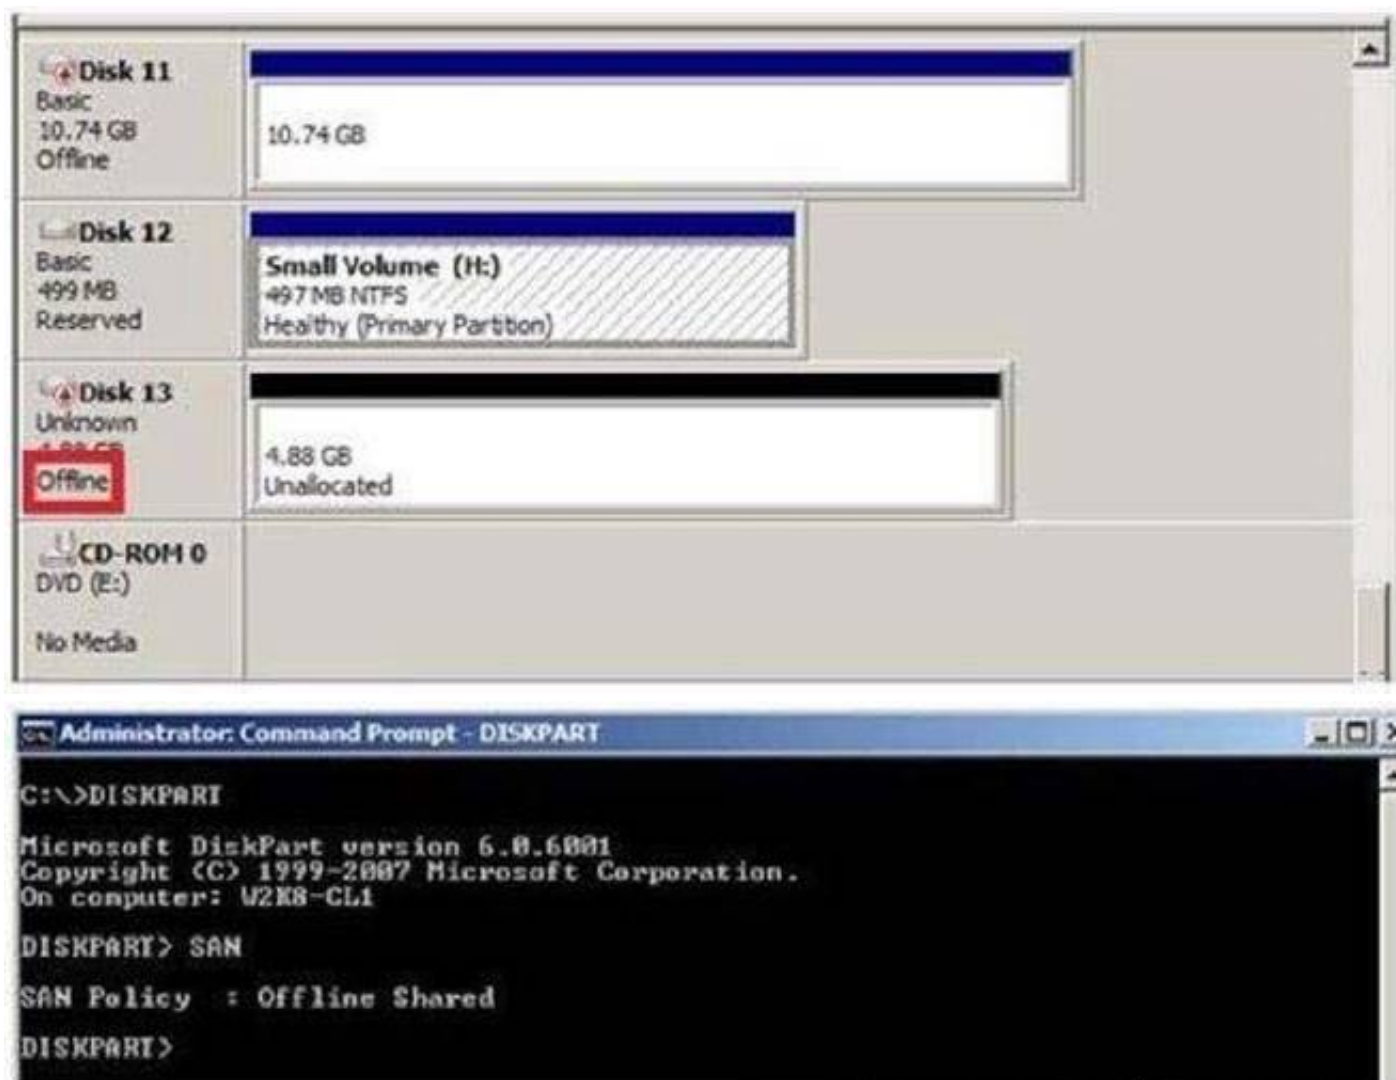 Disk 11
Basic
10.74 GB
Offline
10.74 GB
Disk 12
Basic
499 MB
Reserved
Small Volume (H:)
497 MB NTFS
Healthy (Primary Partition)
Disk 13
Unknown
4.88 GB
Offline
4.88 GB
Unallocated
CD-ROM 0
DVD (E:)
No Media
Administrator: Command Prompt - DISKPART
C:\>DISKPART
Microsoft DiskPart version 6.0.6001
Copyright (C) 1999-2007 Microsoft Corporation.
On computer: W2K8-CL1
DISKPART> SAN
SAN Policy  : Offline Shared
DISKPART>